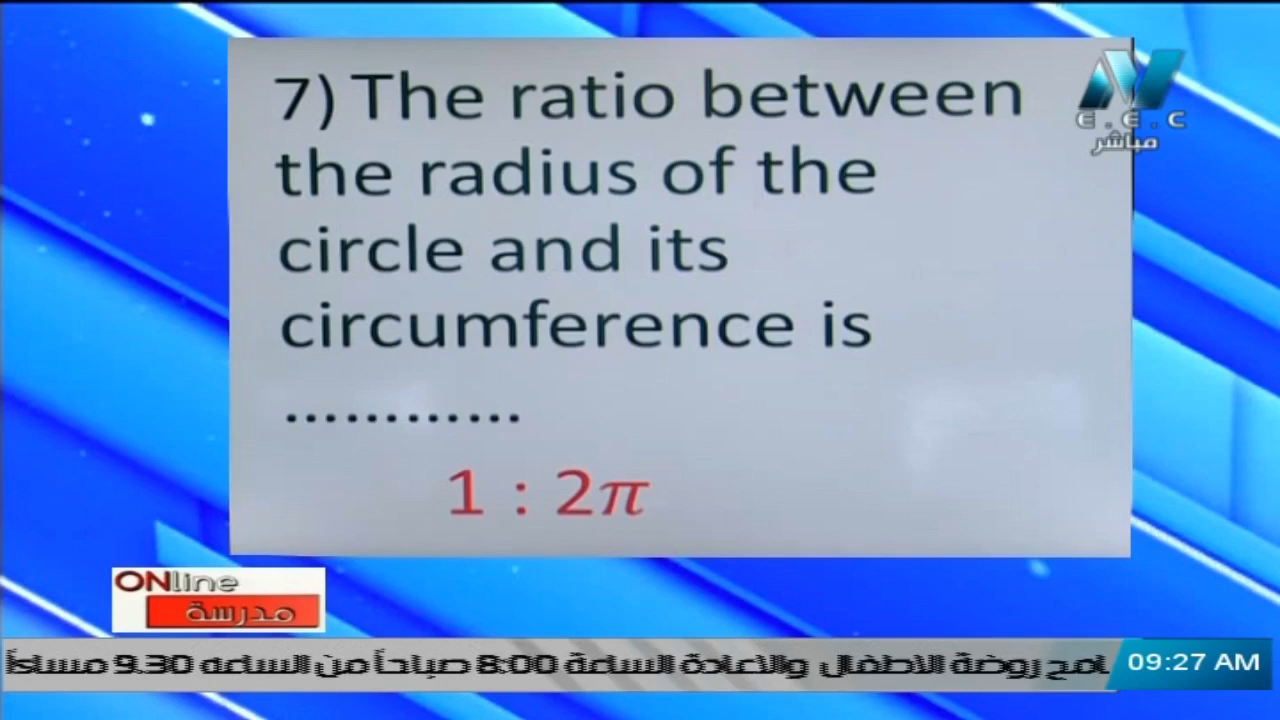 7) The ratio between
the radius of the
circle and its
circumference is
............
1 : 2π
E . E . C
مباشر
ONline
مدرسة
امج روضة الاطفال والاعادة الساعة 8:00 صباحاً من الساعه 9.30 مساءً
09:27 AM